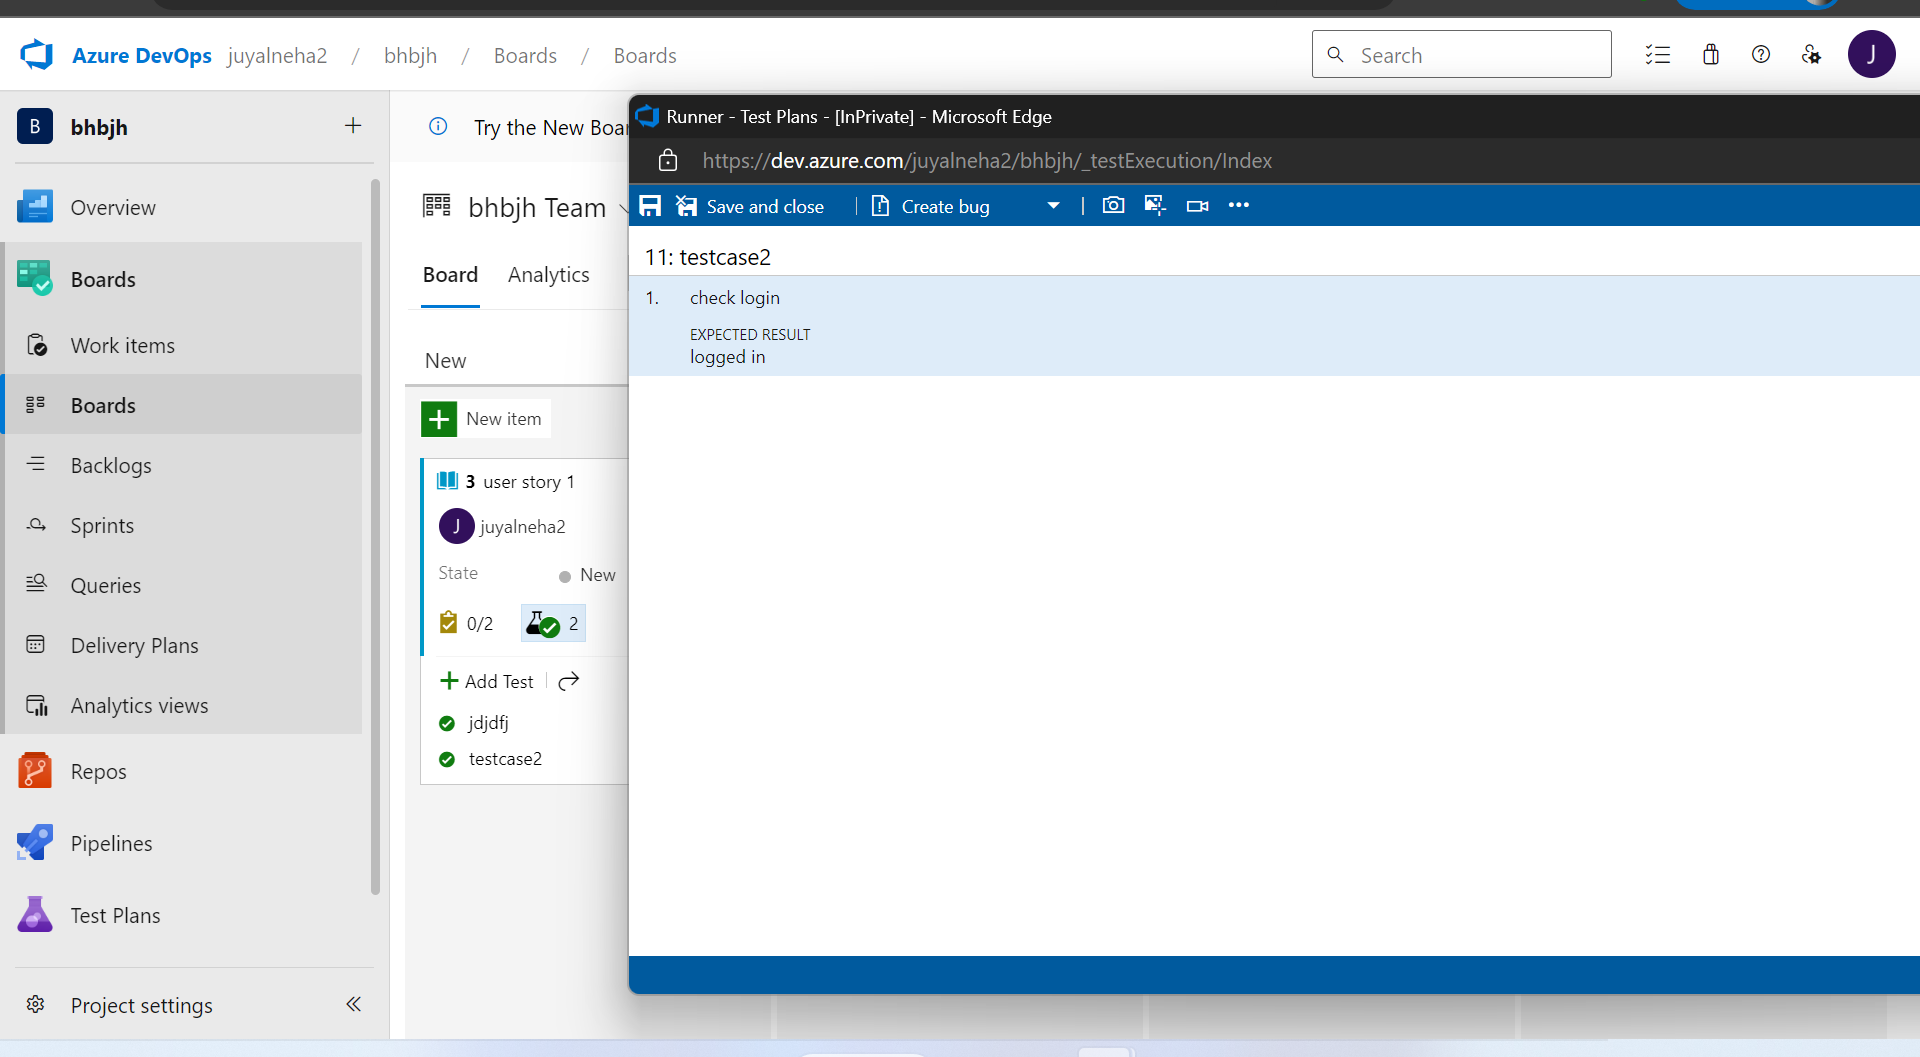 Azure DevOps juyalneha2 / bhbjh / Boards / Boards
Search
J
B bhbjh +
Overview
Boards
Work items
Boards
Backlogs
Sprints
Queries
Delivery Plans
Analytics views
Repos
Pipelines
Test Plans
Project settings
Try the New Boar
bhbjh Team
Board Analytics
New
New item
3 user story 1
J juyalneha2
State New
0/2 2
Add Test
jdjdfj
testcase2
Runner - Test Plans - [InPrivate] - Microsoft Edge
https://dev.azure.com/juyalneha2/bhbjh/_testExecution/Index
Save and close | Create bug |
11: testcase2
1. check login
EXPECTED RESULT
logged in